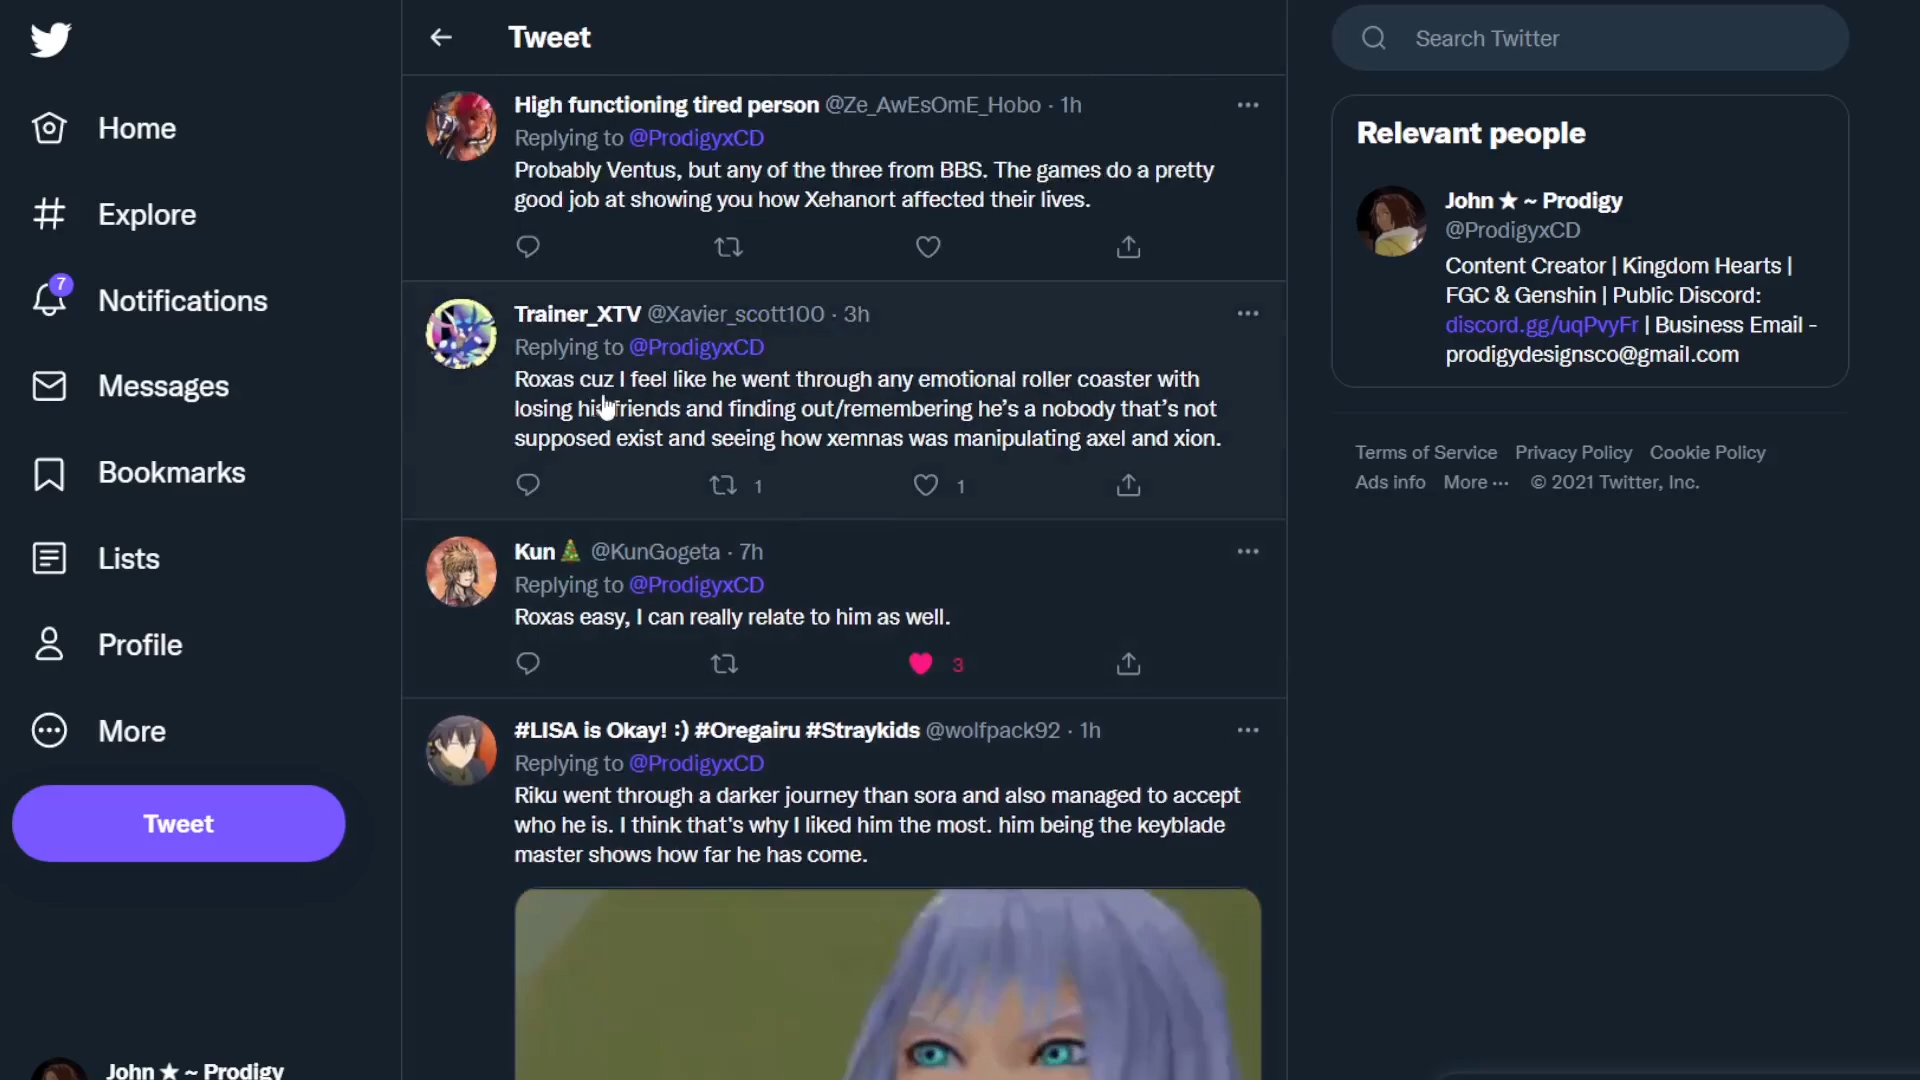 Home
Explore
7
Notifications
Messages
Bookmarks
Lists
Profile
More
Tweet
John ★ ~ Prodigy
Tweet
High functioning tired person @Ze_AwEsOmE_Hobo · 1h
Replying to @ProdigyxCD
Probably Ventus, but any of the three from BBS. The games do a pretty
good job at showing you how Xehanort affected their lives.
Trainer_XTV @Xavier_scott100 · 3h
Replying to @ProdigyxCD
Roxas cuz I feel like he went through any emotional roller coaster with
losing his friends and finding out/remembering he's a nobody that's not
supposed exist and seeing how xemnas was manipulating axel and xion.
1 1
Kun🎄 @KunGogeta · 7h
Replying to @ProdigyxCD
Roxas easy, I can really relate to him as well.
3
#LISA is Okay! :) #Oregairu #Straykids @wolfpack92 · 1h
Replying to @ProdigyxCD
Riku went through a darker journey than sora and also managed to accept
who he is. I think that's why I liked him the most. him being the keyblade
master shows how far he has come.
Search Twitter
Relevant people
John ★ ~ Prodigy
@ProdigyxCD
Content Creator | Kingdom Hearts |
FGC & Genshin | Public Discord:
discord.gg/uqPvyFr | Business Email -
prodigydesignsco@gmail.com
Terms of Service Privacy Policy Cookie Policy
Ads info More ··· © 2021 Twitter, Inc.